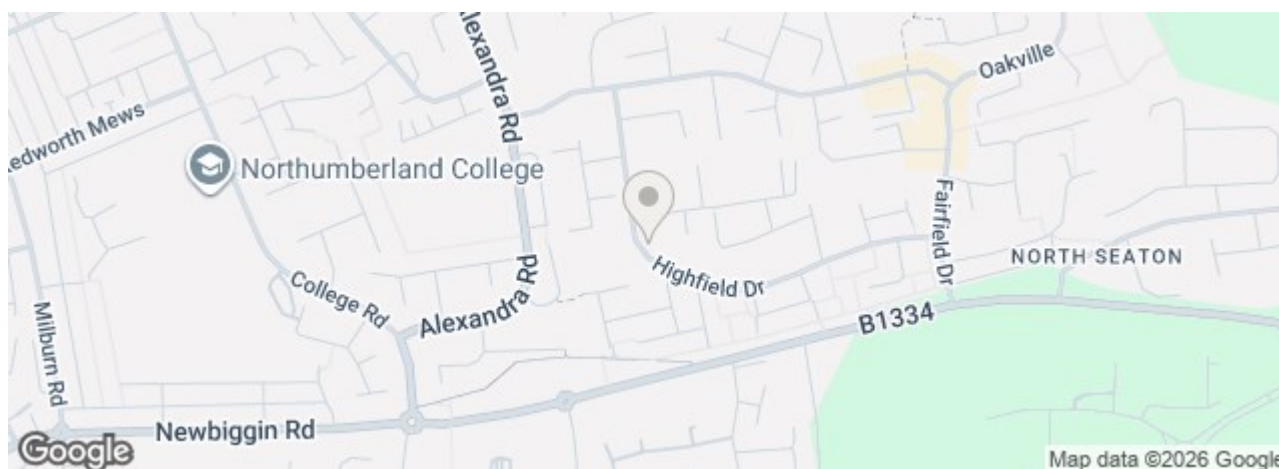 Alexandra Rd
Oakville
Redworth Mews
Northumberland College
Fairfield Dr
NORTH SEATON
Highfield Dr
College Rd
Alexandra Rd
B1334
Milburn Rd
Newbiggin Rd
Google
Map data ©2026 Google